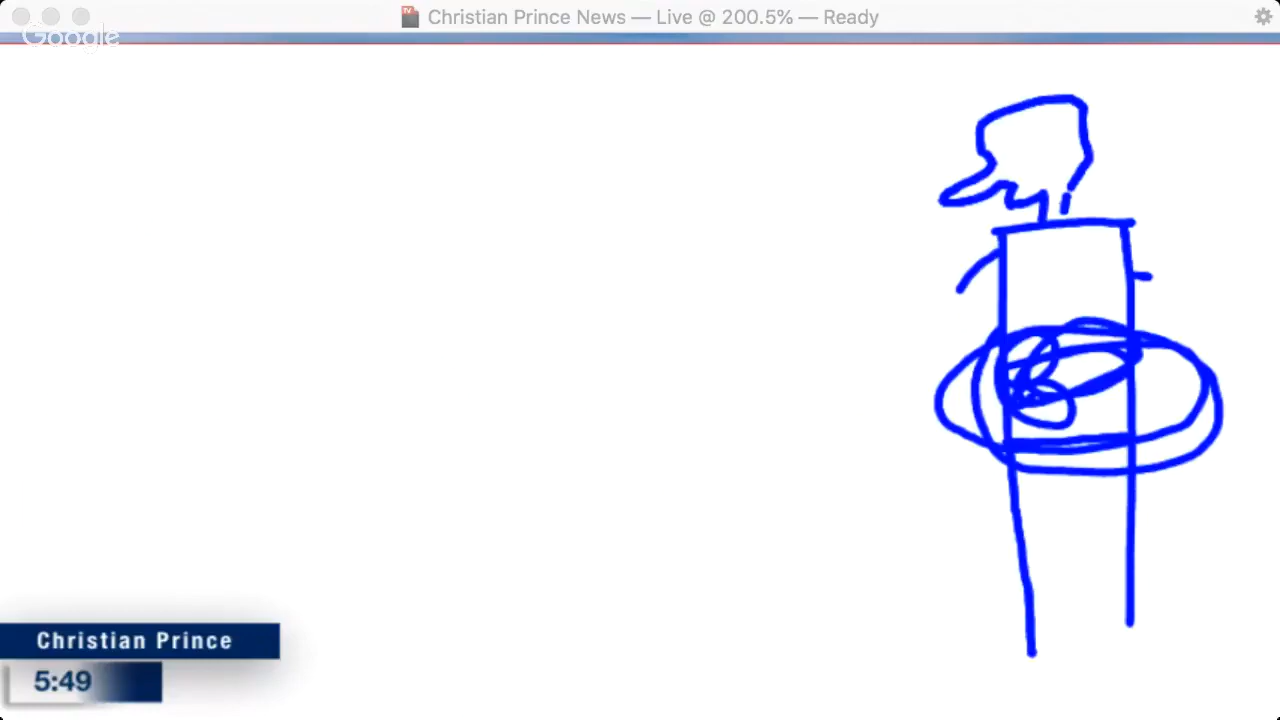 Christian Prince News — Live @ 200.5% — Ready
Google
Christian Prince
5:49